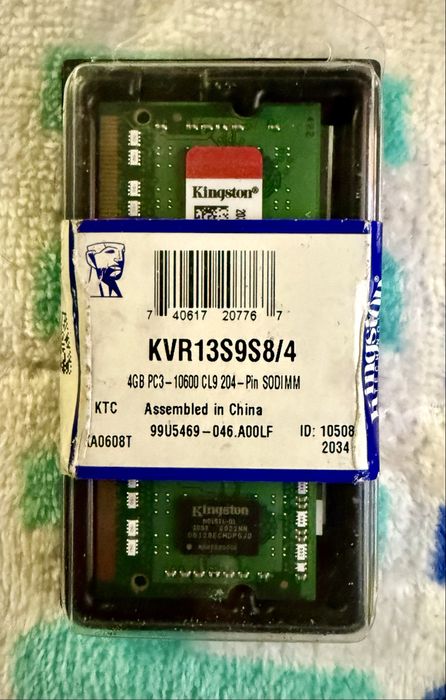 Kingston®
7 40617 20776 7
KVR13S9S8/4
4GB PC3-10600 CL9 204-Pin SODIMM
KTC Assembled in China
99U5469-046.A00LF ID: 10508
KA0608T 2034
Kingston
Kingston